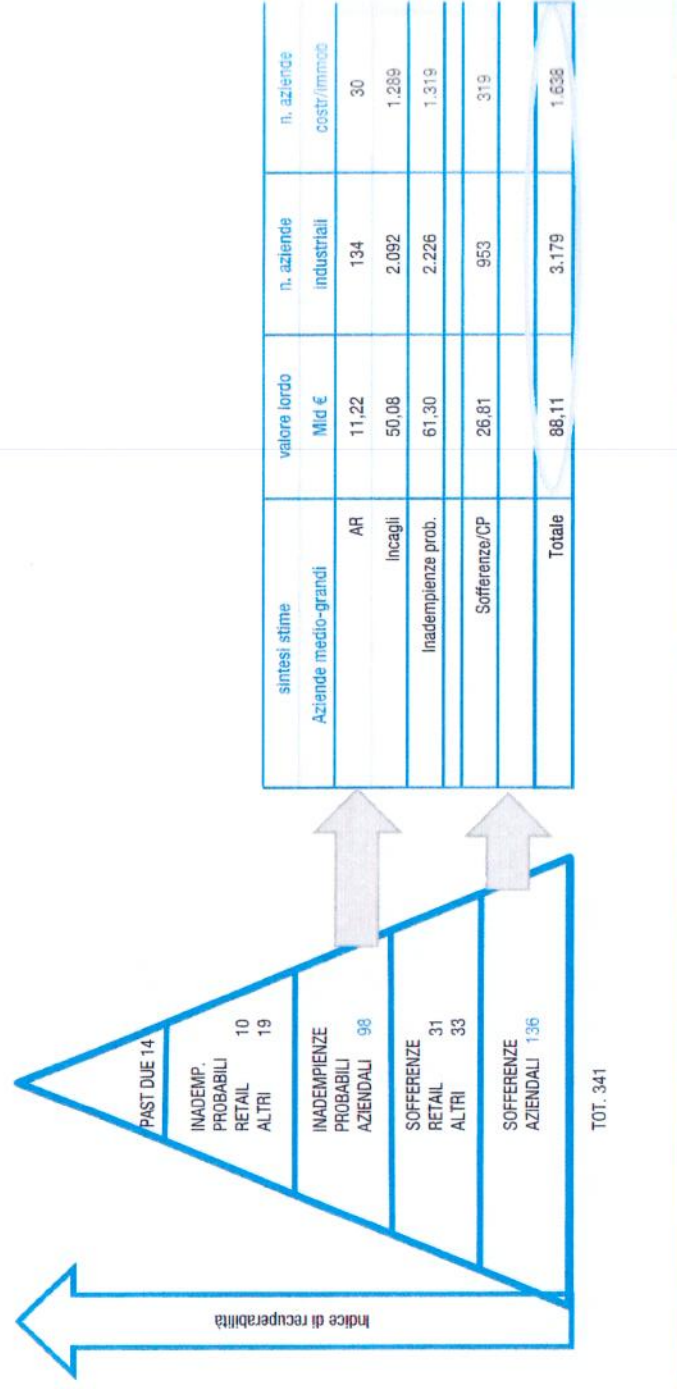 Indice di recuperabilità
PAST DUE 14
INADEMP.
PROBABILI
RETAIL 10
ALTRI 19
INADEMPIENZE
PROBABILI
AZIENDALI 98
SOFFERENZE
RETAIL 31
ALTRI 33
SOFFERENZE
AZIENDALI 136
TOT. 341
sintesi stime valore lordo n. aziende n. aziende
Aziende medio-grandi Mld € industriali costr/immob
AR 11,22 134 30
Incagli 50,08 2.092 1.289
Inadempienze prob. 61,30 2.226 1.319
Sofferenze/CP 26,81 953 319
Totale 88,11 3.179 1.638